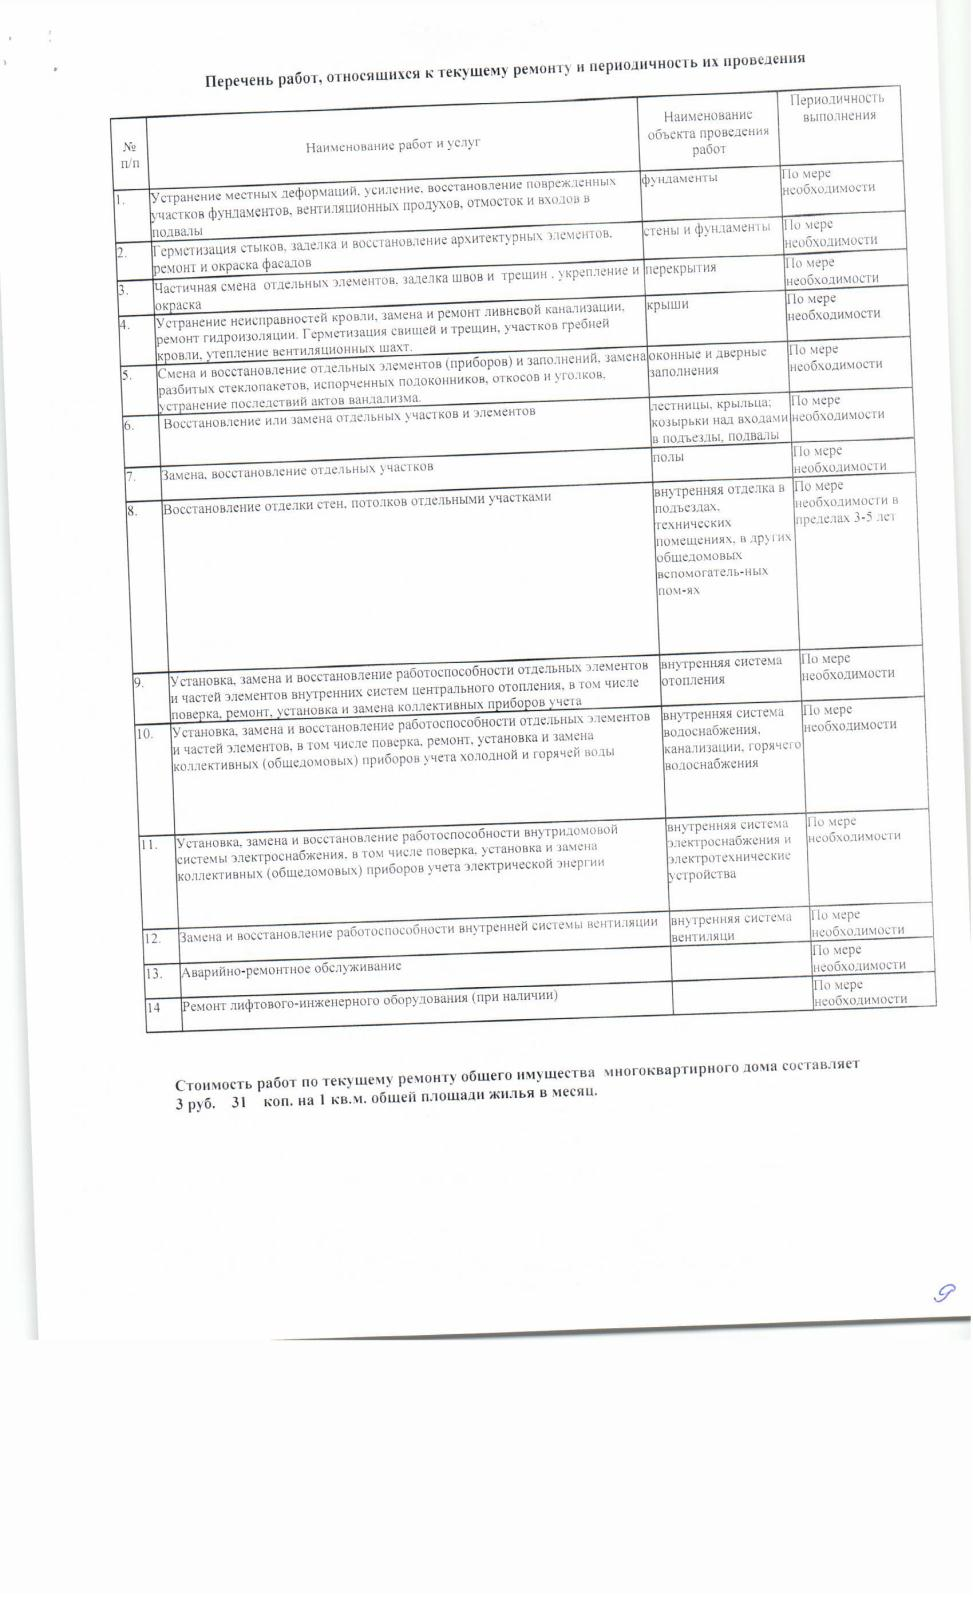 Перечень работ, относящихся к текущему ремонту и периодичность их проведения
№ п/п
Наименование работ и услуг
Наименование
объекта проведения
работ
Периодичность
выполнения
1.
Устранение местных деформаций, усиление, восстановление поврежденных
участков фундаментов, вентиляционных продухов, отмосток и входов в
подвалы
фундаменты
По мере
необходимости
2.
Герметизация стыков, заделка и восстановление архитектурных элементов.
ремонт и окраска фасадов
стены и фундаменты
По мере
необходимости
3.
Частичная смена отдельных элементов. заделка швов и трещин , укрепление и
окраска
перекрытия
По мере
необходимости
4.
Устранение неисправностей кровли, замена и ремонт ливневой канализации,
ремонт гидроизоляции. Герметизация свищей и трещин, участков гребней
кровли, утепление вентиляционных шахт.
крыши
По мере
необходимости
5.
Смена и восстановление отдельных элементов (приборов) и заполнений, замена
разбитых стеклопакетов, испорченных подоконников, откосов и уголков,
устранение последствий актов вандализма.
оконные и дверные
заполнения
По мере
необходимости
6.
Восстановление или замена отдельных участков и элементов
лестницы, крыльца;
козырьки над входами
в подъезды, подвалы
По мере
необходимости
7.
Замена, восстановление отдельных участков
полы
По мере
необходимости
8.
Восстановление отделки стен, потолков отдельными участками
внутренняя отделка в
подъездах,
технических
помещениях, в других
общедомовых
вспомогатель-ных
пом-ях
По мере
необходимости в
пределах 3-5 лет
9.
Установка, замена и восстановление работоспособности отдельных элементов
и частей элементов внутренних систем центрального отопления, в том числе
поверка, ремонт, установка и замена коллективных приборов учета
внутренняя система
отопления
По мере
необходимости
10.
Установка, замена и восстановление работоспособности отдельных элементов
и частей элементов, в том числе поверка, ремонт, установка и замена
коллективных (общедомовых) приборов учета холодной и горячей воды
внутренняя система
водоснабжения,
канализации, горячего
водоснабжения
По мере
необходимости
11.
Установка, замена и восстановление работоспособности внутридомовой
системы электроснабжения, в том числе поверка, установка и замена
коллективных (общедомовых) приборов учета электрической энергии
внутренняя система
электроснабжения и
электротехнические
устройства
По мере
необходимости
12.
Замена и восстановление работоспособности внутренней системы вентиляции
внутренняя система
вентиляци
По мере
необходимости
13.
Аварийно-ремонтное обслуживание
По мере
необходимости
14
Ремонт лифтового-инженерного оборудования (при наличии)
По мере
необходимости
Стоимость работ по текущему ремонту общего имущества многоквартирного дома составляет
3 руб. 31 коп. на 1 кв.м. общей площади жилья в месяц.